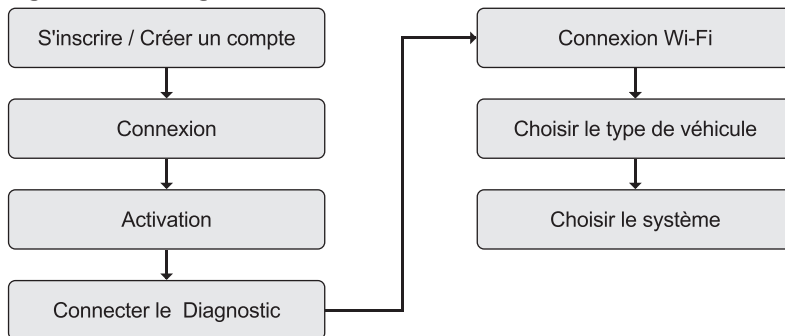 S'inscrire / Créer un compte
Connexion
Activation
Connecter le  Diagnostic
Connexion Wi-Fi
Choisir le type de véhicule
Choisir le système